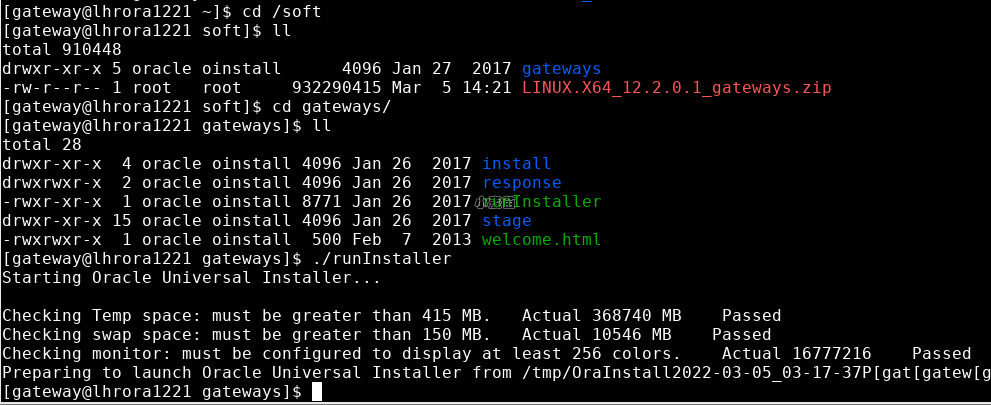 [gateway@lhrora1221 ~]$ cd /soft
[gateway@lhrora1221 soft]$ ll
total 910448
drwxr-xr-x 5 oracle oinstall      4096 Jan 27  2017 gateways
-rw-r--r-- 1 root   root     932290415 Mar  5 14:21 LINUX.X64_12.2.0.1_gateways.zip
[gateway@lhrora1221 soft]$ cd gateways/
[gateway@lhrora1221 gateways]$ ll
total 28
drwxr-xr-x  4 oracle oinstall 4096 Jan 26  2017 install
drwxrwxr-x  2 oracle oinstall 4096 Jan 26  2017 response
-rwxr-xr-x  1 oracle oinstall 8771 Jan 26  2017 runInstaller
drwxr-xr-x 15 oracle oinstall 4096 Jan 26  2017 stage
-rwxrwxr-x  1 oracle oinstall  500 Feb  7  2013 welcome.html
[gateway@lhrora1221 gateways]$ ./runInstaller
Starting Oracle Universal Installer...

Checking Temp space: must be greater than 415 MB.   Actual 368740 MB    Passed
Checking swap space: must be greater than 150 MB.   Actual 10546 MB    Passed
Checking monitor: must be configured to display at least 256 colors.    Actual 16777216    Passed
Preparing to launch Oracle Universal Installer from /tmp/OraInstall2022-03-05_03-17-37P[gat[gatew[g
[gateway@lhrora1221 gateways]$